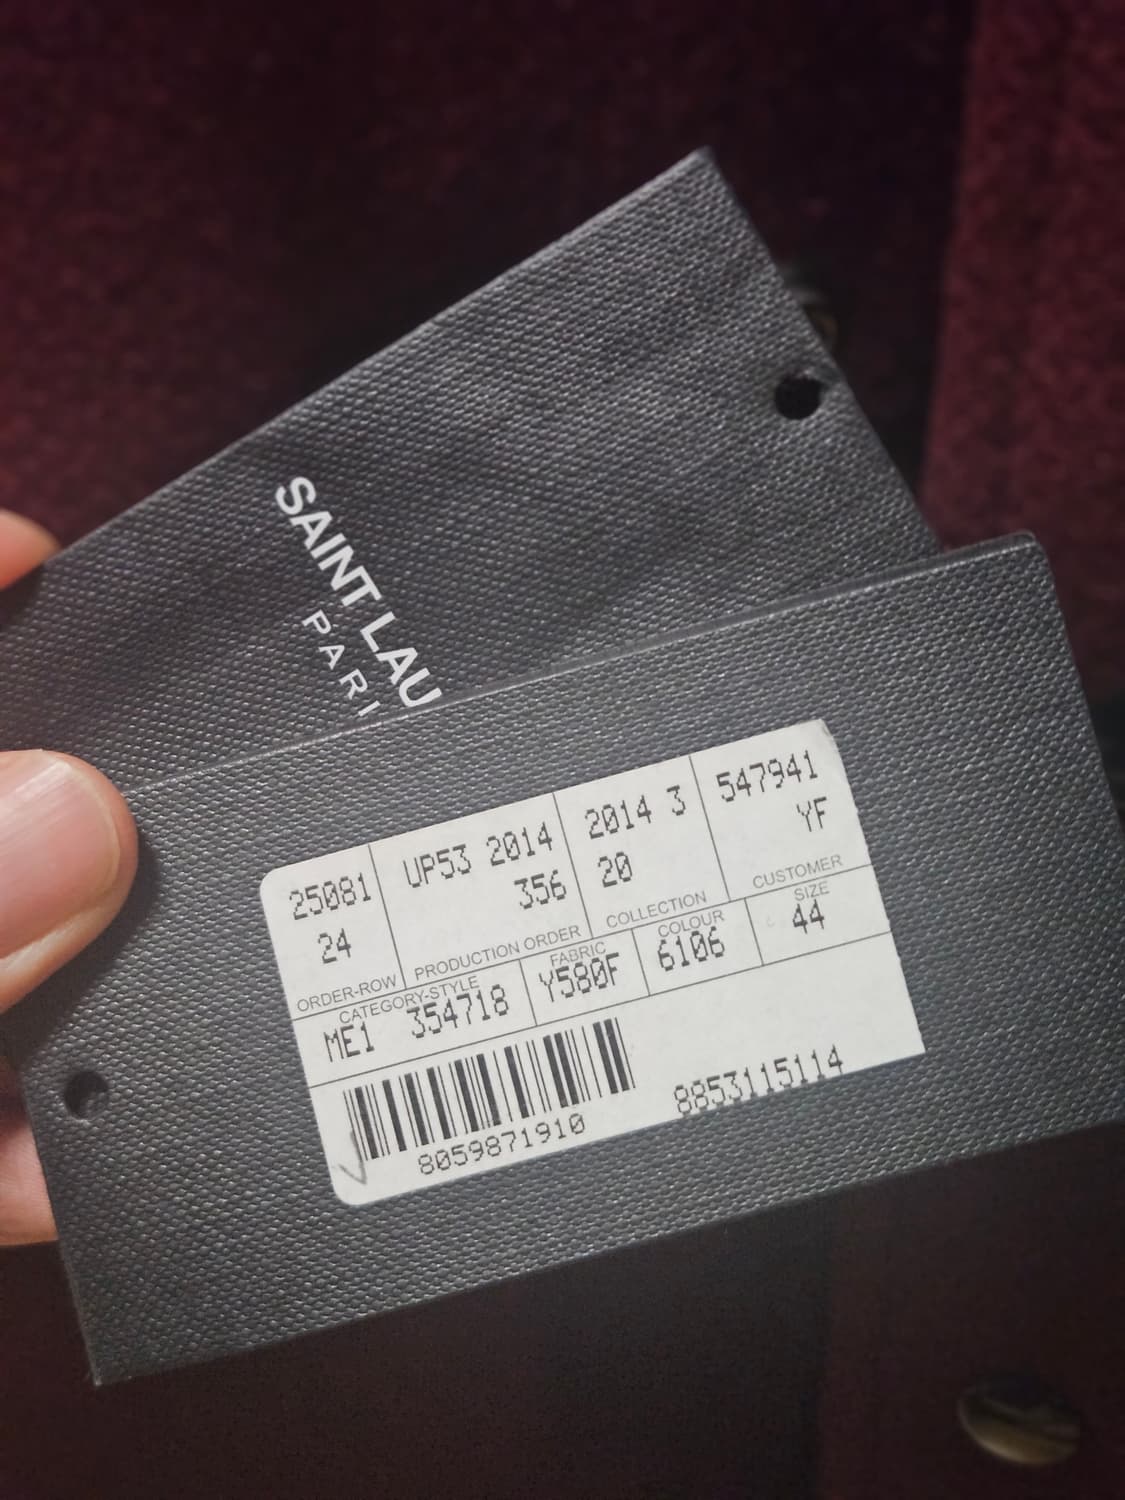 SAINT LAU
PARI
25081
24
ORDER-ROW
UP53 2014
356
PRODUCTION ORDER
2014 3
20
COLLECTION
547941
YF
CUSTOMER
CATEGORY-STYLE
ME1 354718
FABRIC
Y580F
COLOUR
6106
SIZE
44
8059871910
8853115114